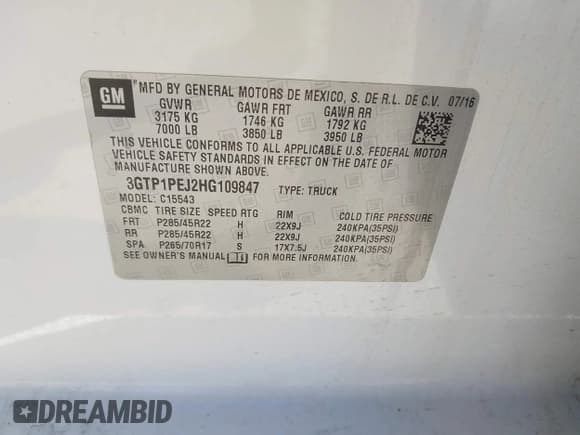 GM
MFD BY GENERAL MOTORS DE MEXICO, S. DE R.L. DE C.V. 07/16
GVWR GAWR FRT GAWR RR
3175 KG 1746 KG 1792 KG
7000 LB 3850 LB 3950 LB
THIS VEHICLE CONFORMS TO ALL APPLICABLE U.S. FEDERAL MOTOR
VEHICLE SAFETY STANDARDS IN EFFECT ON THE DATE OF
MANUFACTURE SHOWN ABOVE.
3GTP1PEJ2HG109847 TYPE: TRUCK
MODEL: C15543
CBMC TIRE SIZE SPEED RTG RIM COLD TIRE PRESSURE
FRT P285/45R22 H 22X9J 240KPA(35PSI)
RR P285/45R22 H 22X9J 240KPA(35PSI)
SPA P265/70R17 S 17X7.5J 240KPA(35PSI)
SEE OWNER'S MANUAL FOR MORE INFORMATION.
DREAMBID